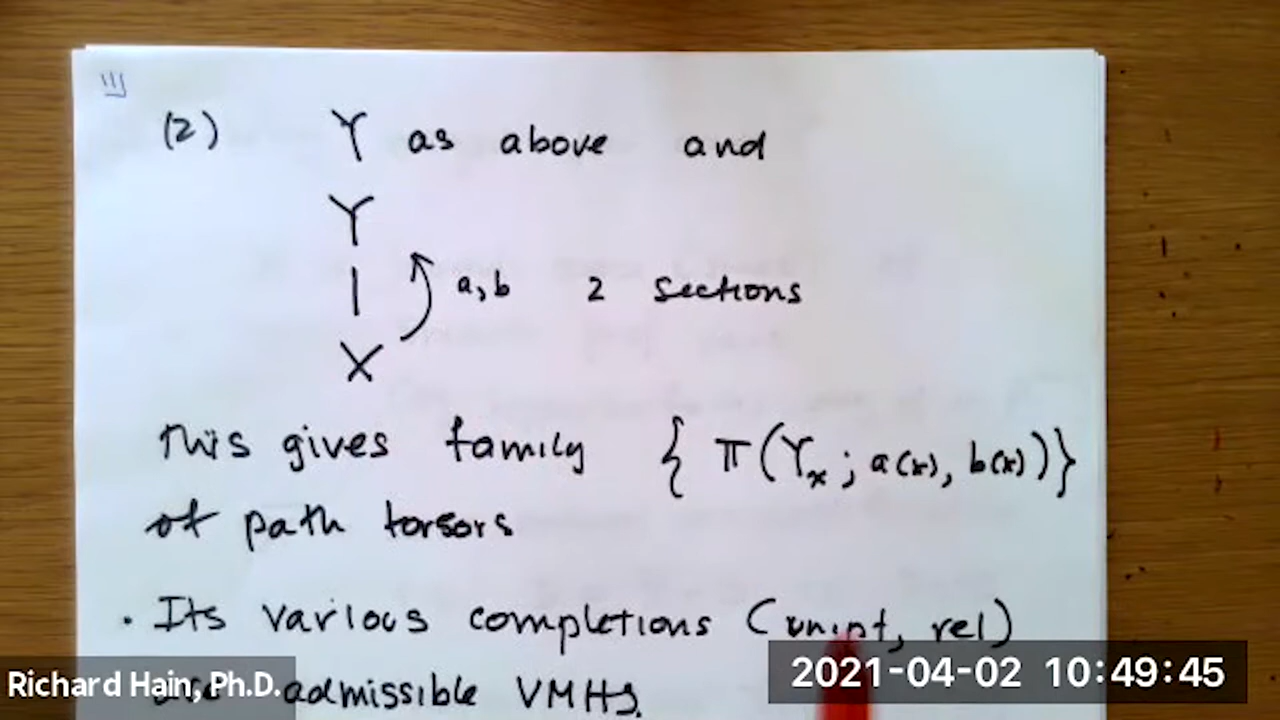 (2) Y as above and
Y
|
X
a, b 2 sections
This gives family { π(Yx ; a(x), b(x)) }
of path torsors
• Its various completions (unipt, rel)
admissible VMHS.
Richard Hain, Ph.D.
2021-04-02 10:49:45